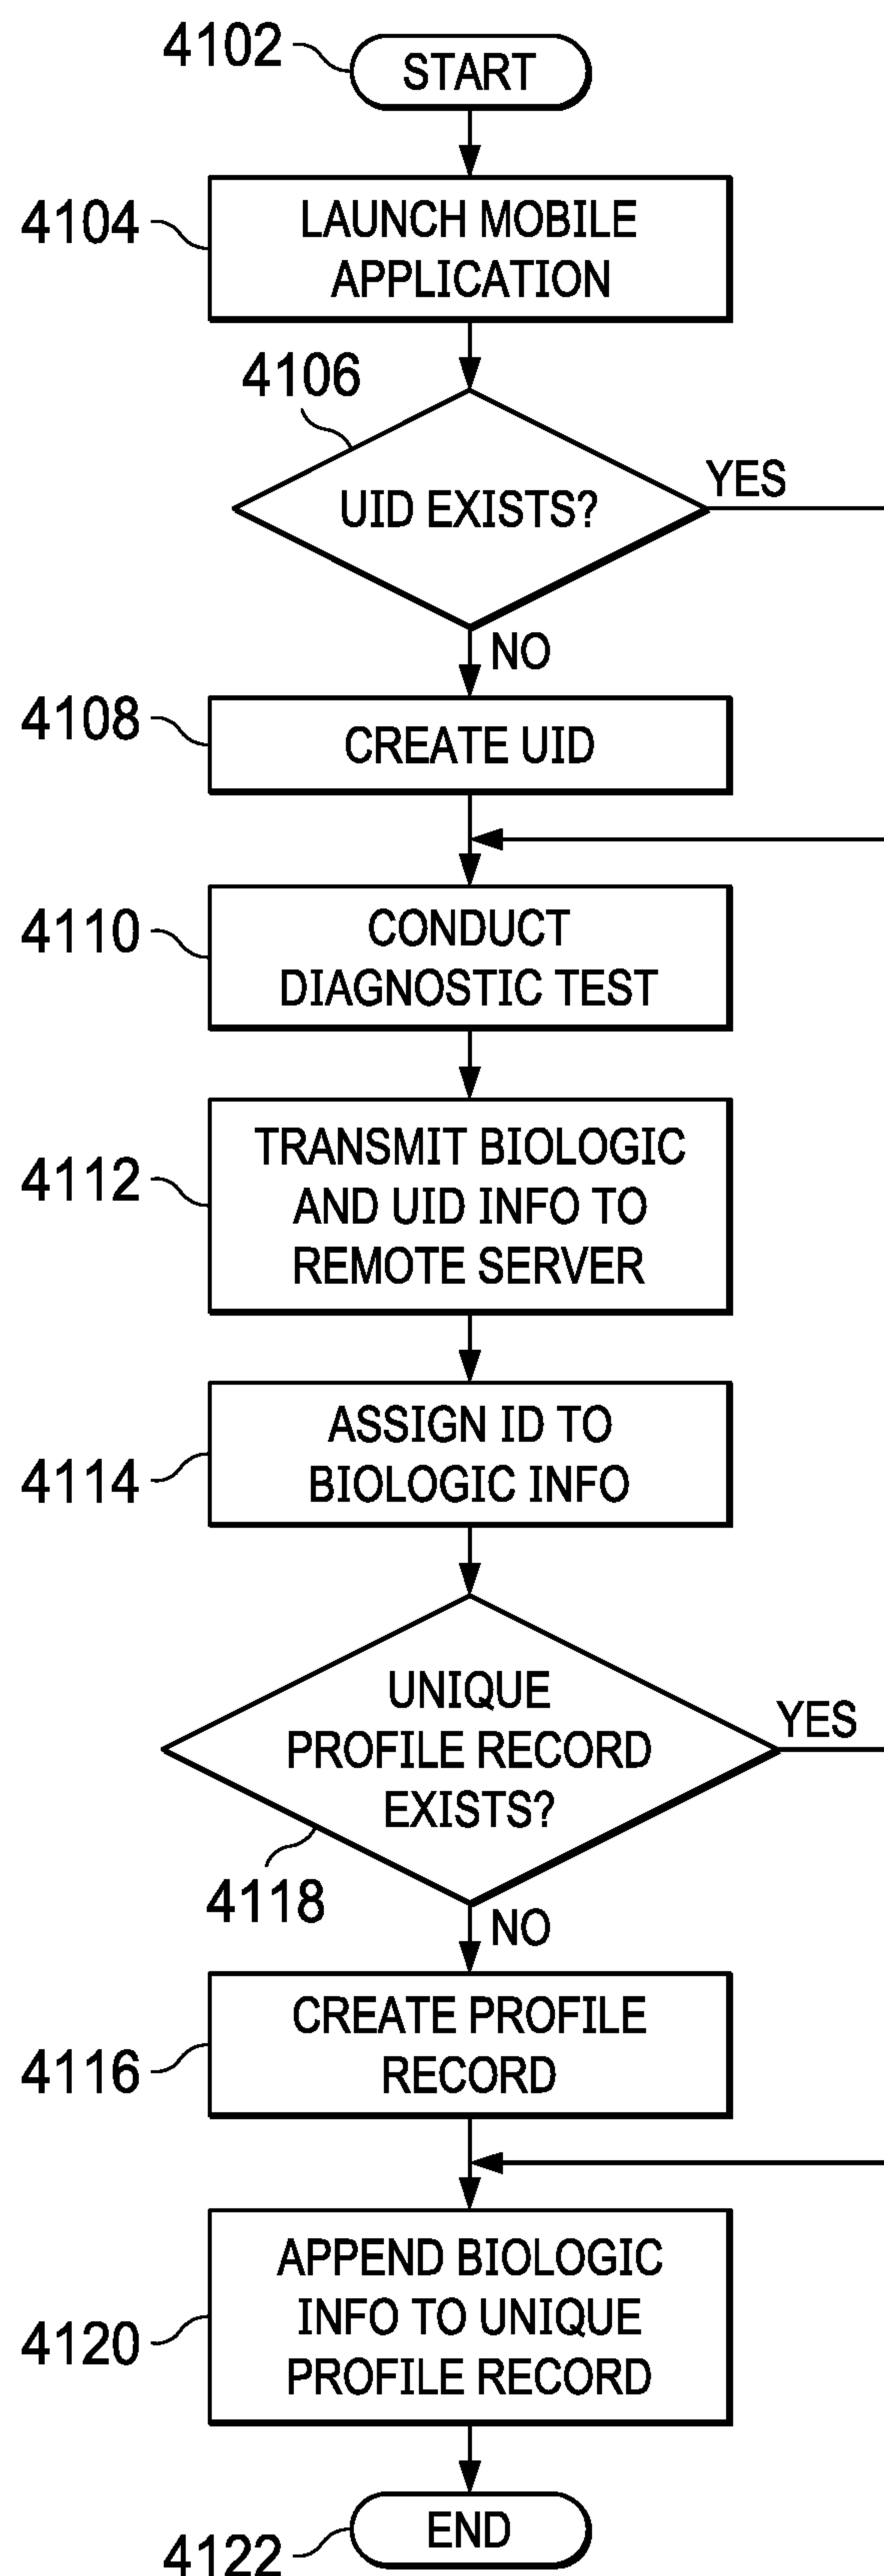 4102
START
4104
LAUNCH MOBILE
APPLICATION
4106
UID EXISTS?
YES
NO
4108
CREATE UID
4110
CONDUCT
DIAGNOSTIC TEST
4112
TRANSMIT BIOLOGIC
AND UID INFO TO
REMOTE SERVER
4114
ASSIGN ID TO
BIOLOGIC INFO
UNIQUE
PROFILE RECORD
EXISTS?
YES
4118
NO
4116
CREATE PROFILE
RECORD
4120
APPEND BIOLOGIC
INFO TO UNIQUE
PROFILE RECORD
4122
END